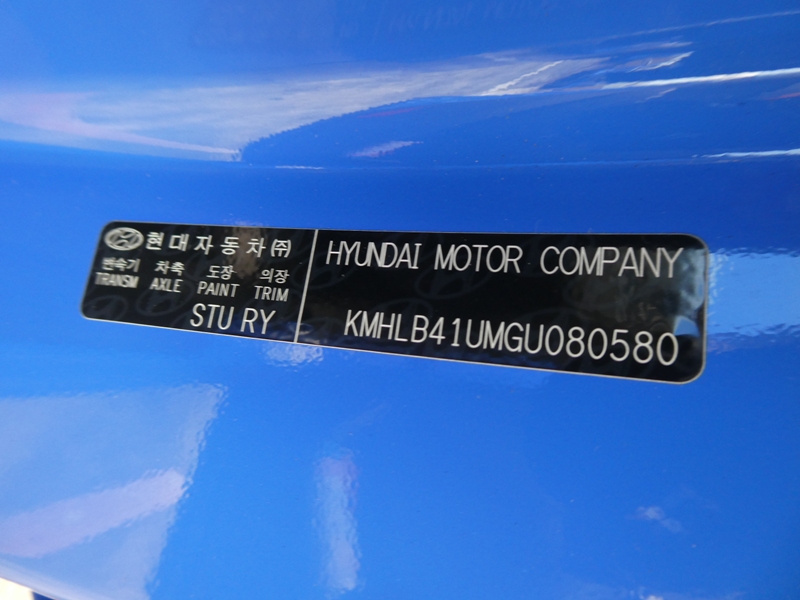 현대자동차(주)
변속기 차축 도장 의장
TRANSM AXLE PAINT TRIM
STU RY
HYUNDAI MOTOR COMPANY
KMHLB41UMGU080580